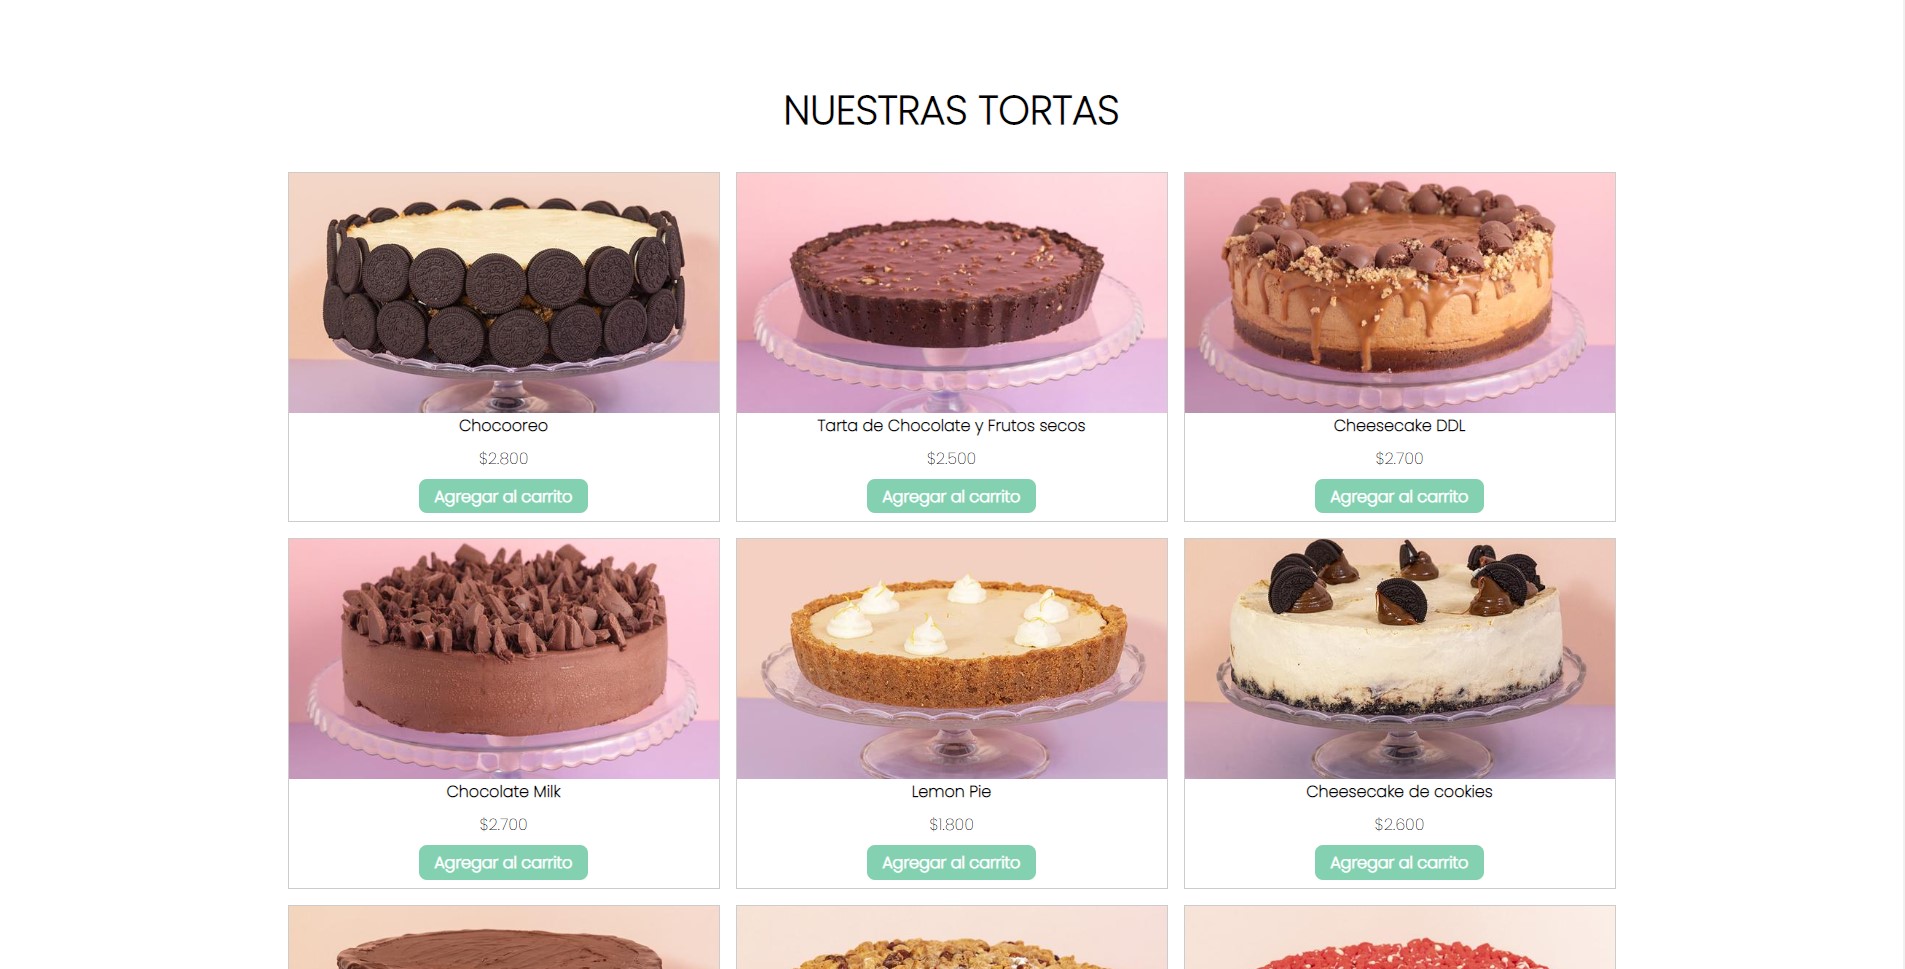 NUESTRAS TORTAS
Chocooreo
$2.800
Agregar al carrito
Tarta de Chocolate y Frutos secos
$2.500
Agregar al carrito
Cheesecake DDL
$2.700
Agregar al carrito
Chocolate Milk
$2.700
Agregar al carrito
Lemon Pie
$1.800
Agregar al carrito
Cheesecake de cookies
$2.600
Agregar al carrito